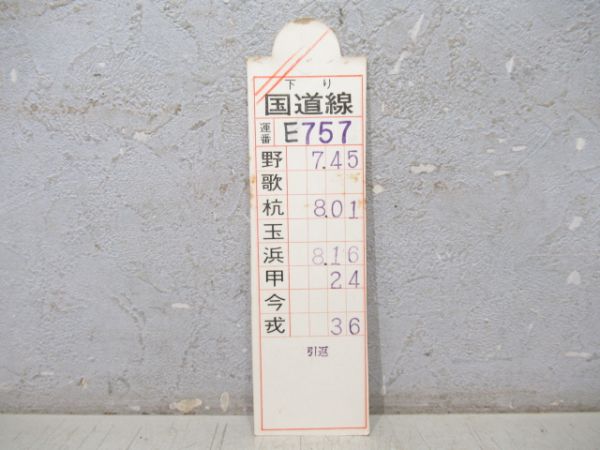 下り
国道線
運番 E757
野 7.45
歌
杭 8.01
玉
浜 8.16
甲 24
今
戎 36
引返